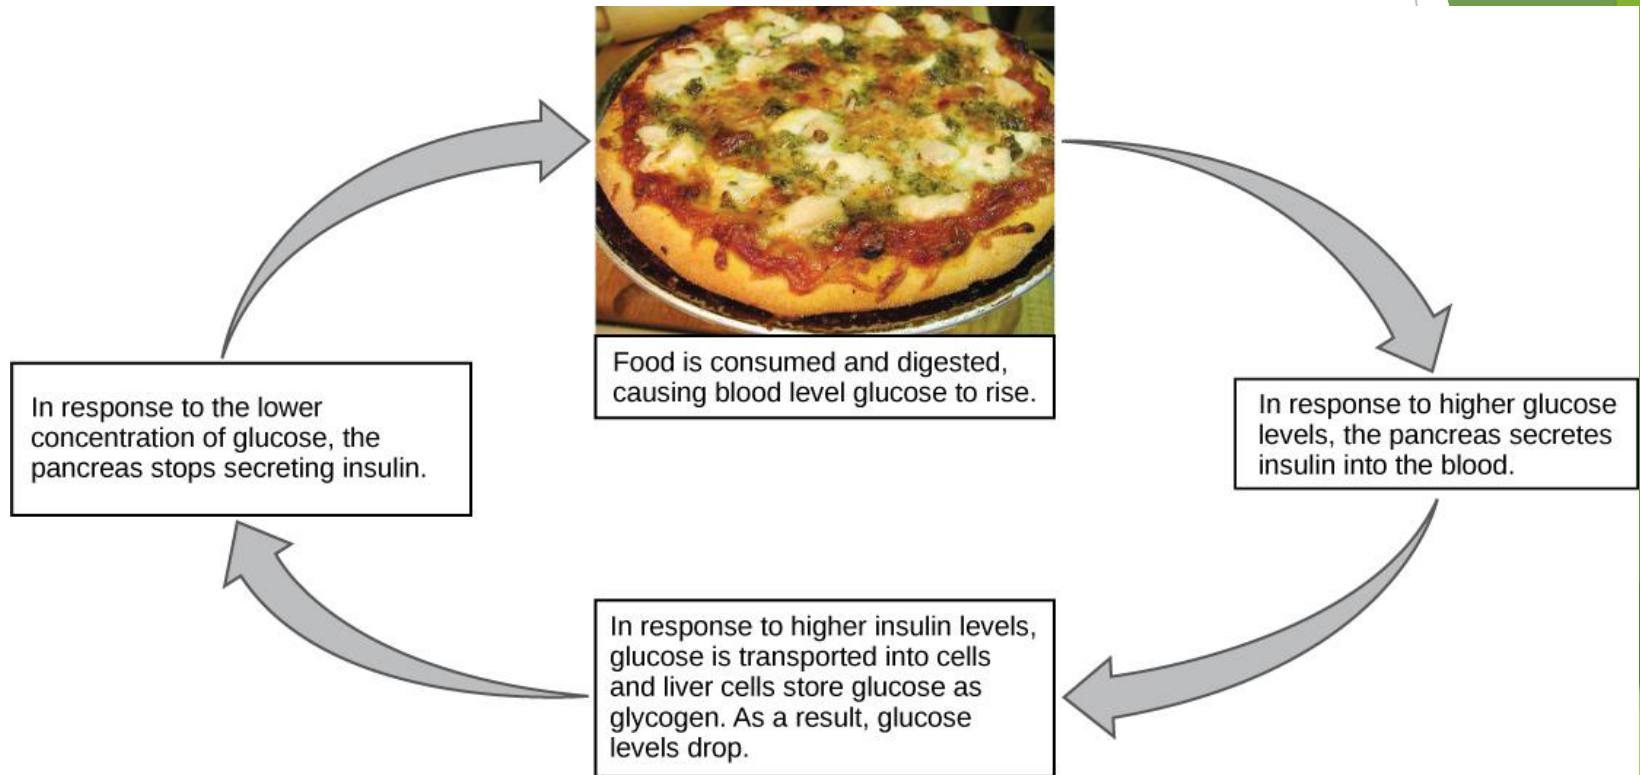 Food is consumed and digested,
causing blood level glucose to rise.
In response to higher glucose
levels, the pancreas secretes
insulin into the blood.
In response to higher insulin levels,
glucose is transported into cells
and liver cells store glucose as
glycogen. As a result, glucose
levels drop.
In response to the lower
concentration of glucose, the
pancreas stops secreting insulin.